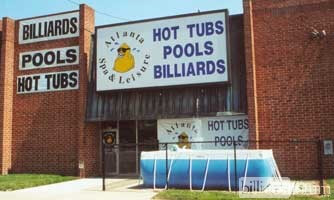 BILLIARDS
POOLS
HOT TUBS
Atlanta
Spa & Leisure
HOT TUBS
POOLS
BILLIARDS
Atlanta
HOT TUBS
POOLS